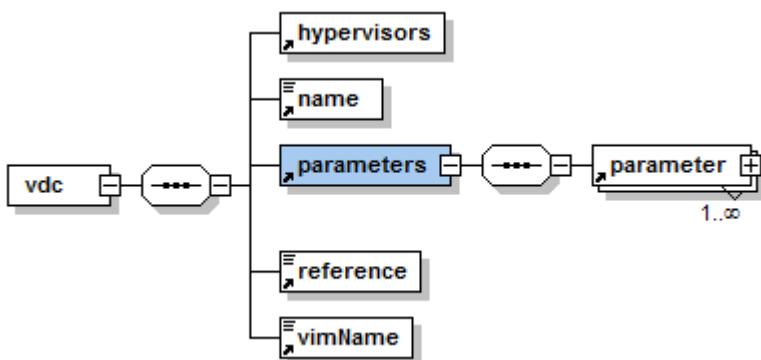 hypervisors
name
vdc
parameters
parameter
1..∞
reference
vimName